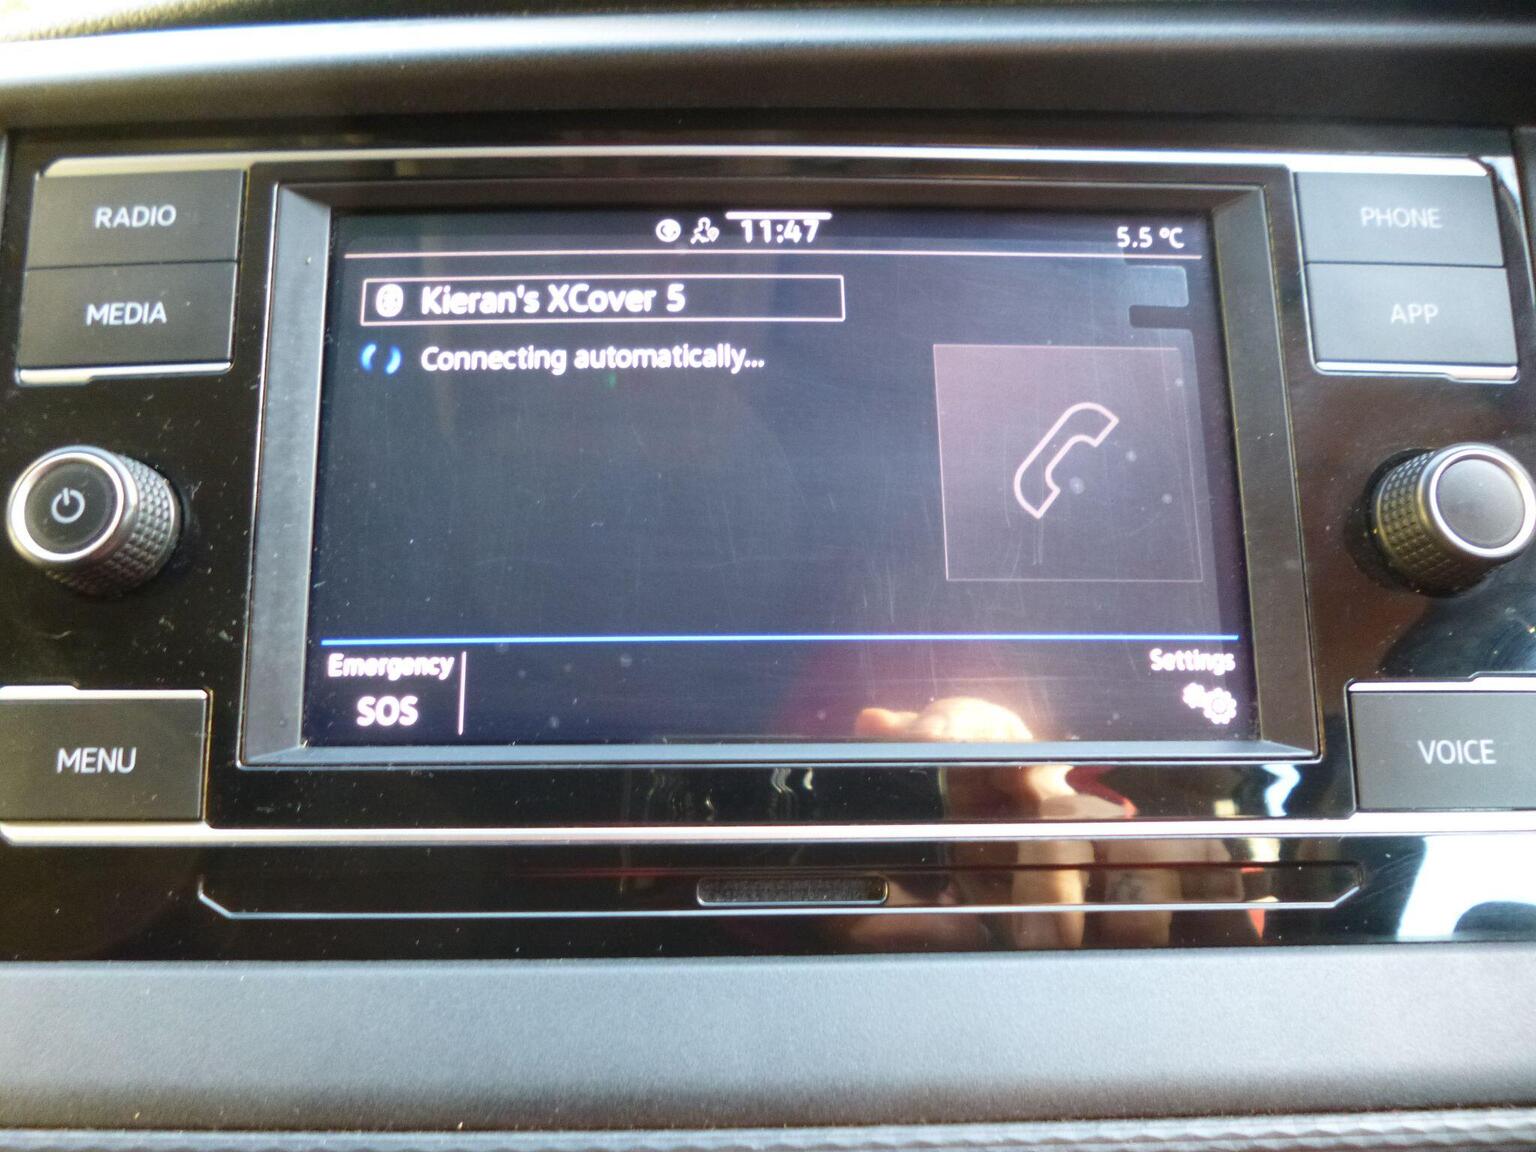 RADIO
MEDIA
MENU
11:47
5.5 °C
Kieran's XCover 5
Connecting automatically...
Emergency
SOS
Settings
PHONE
APP
VOICE